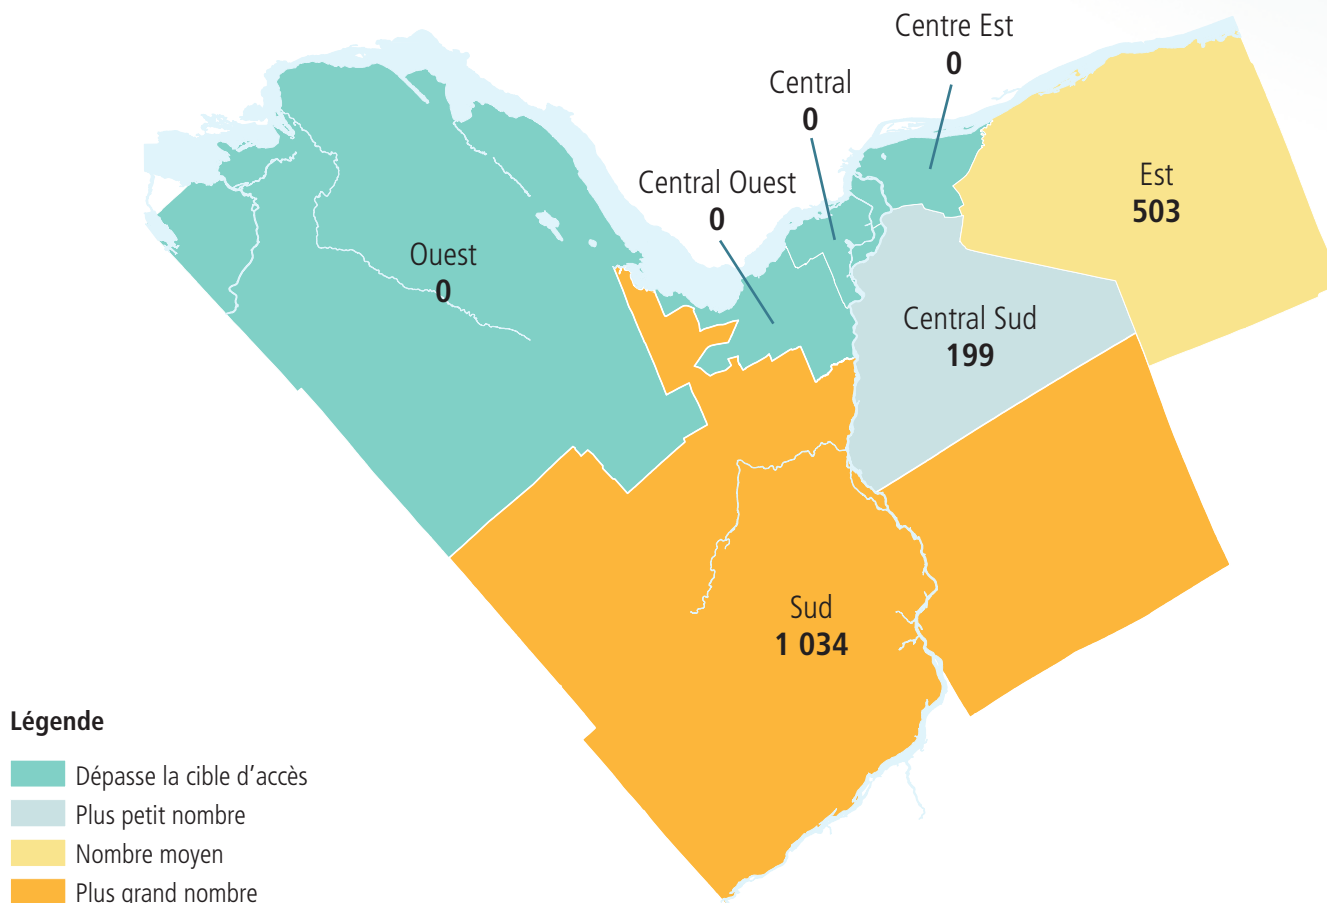 Centre Est
0
Central
0
Central Ouest
0
Est
503
Ouest
0
Central Sud
199
Sud
1 034
Légende
Dépasse la cible d'accès
Plus petit nombre
Nombre moyen
Plus grand nombre